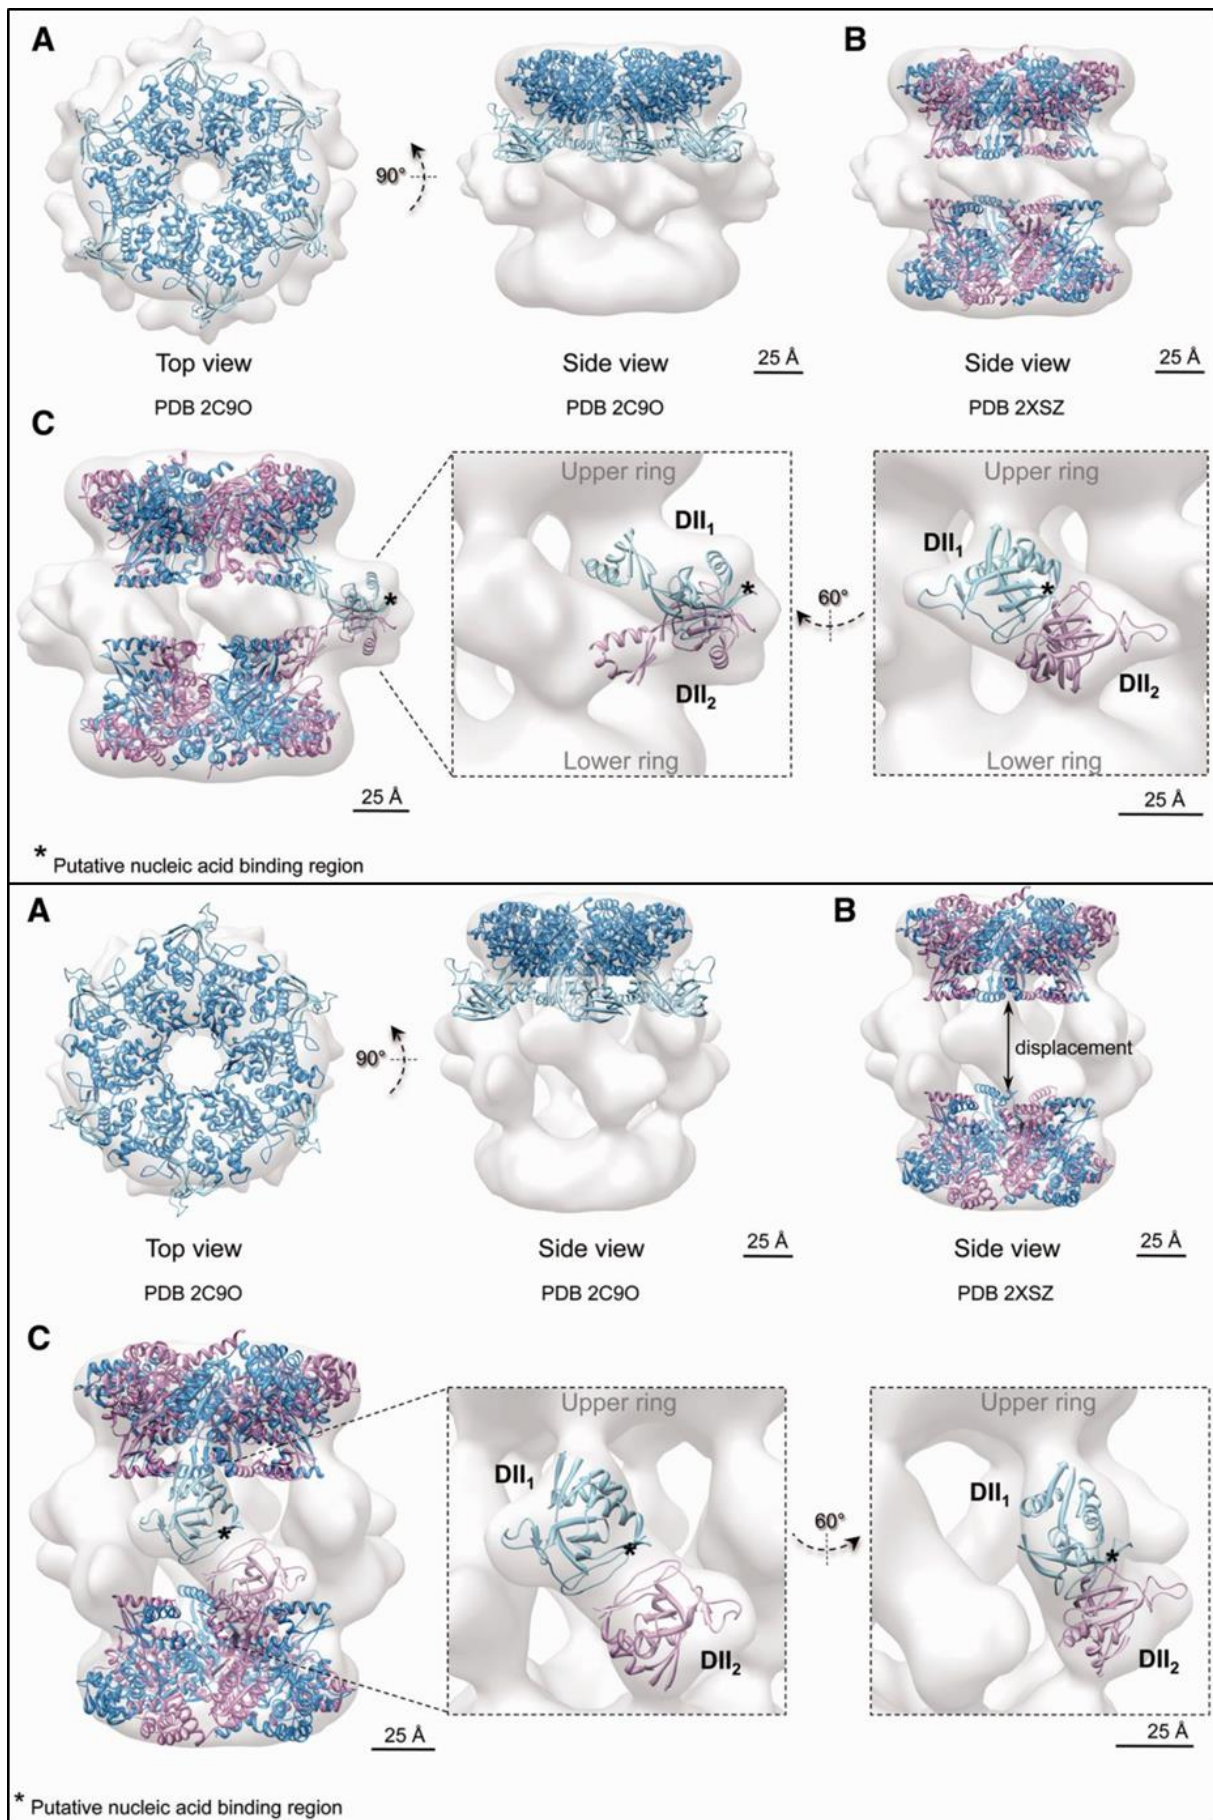 A
B
90°
Top view
Side view
25 Å
Side view
25 Å
PDB 2C9O
PDB 2C9O
PDB 2XSZ
C
Upper ring
Upper ring
DII₁
DII₁
*
*
*
60°
DII₂
DII₂
Lower ring
Lower ring
25 Å
25 Å
* Putative nucleic acid binding region
A
B
90°
displacement
Top view
Side view
25 Å
Side view
25 Å
PDB 2C9O
PDB 2C9O
PDB 2XSZ
C
Upper ring
Upper ring
DII₁
DII₁
*
*
*
60°
DII₂
DII₂
25 Å
25 Å
* Putative nucleic acid binding region